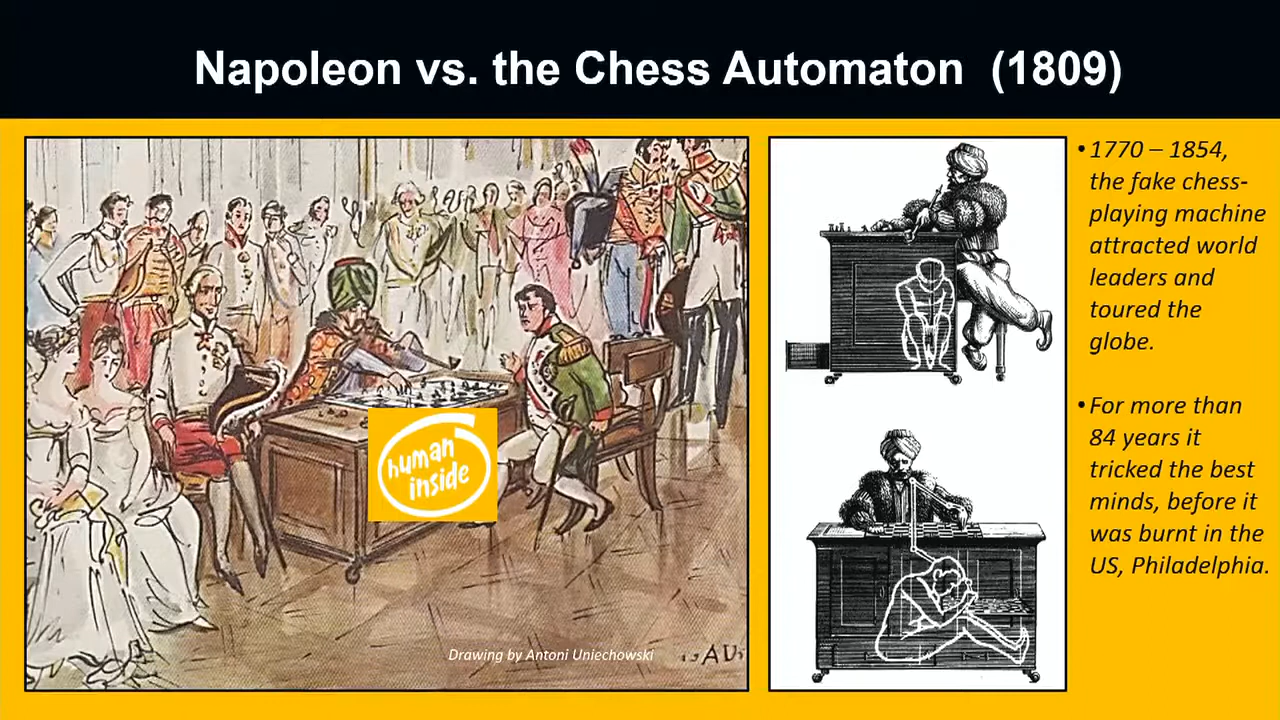 Napoleon vs. the Chess Automaton (1809)
human
inside
Drawing by Antoni Uniechowski
• 1770 – 1854,
the fake chess-
playing machine
attracted world
leaders and
toured the
globe.
• For more than
84 years it
tricked the best
minds, before it
was burnt in the
US, Philadelphia.